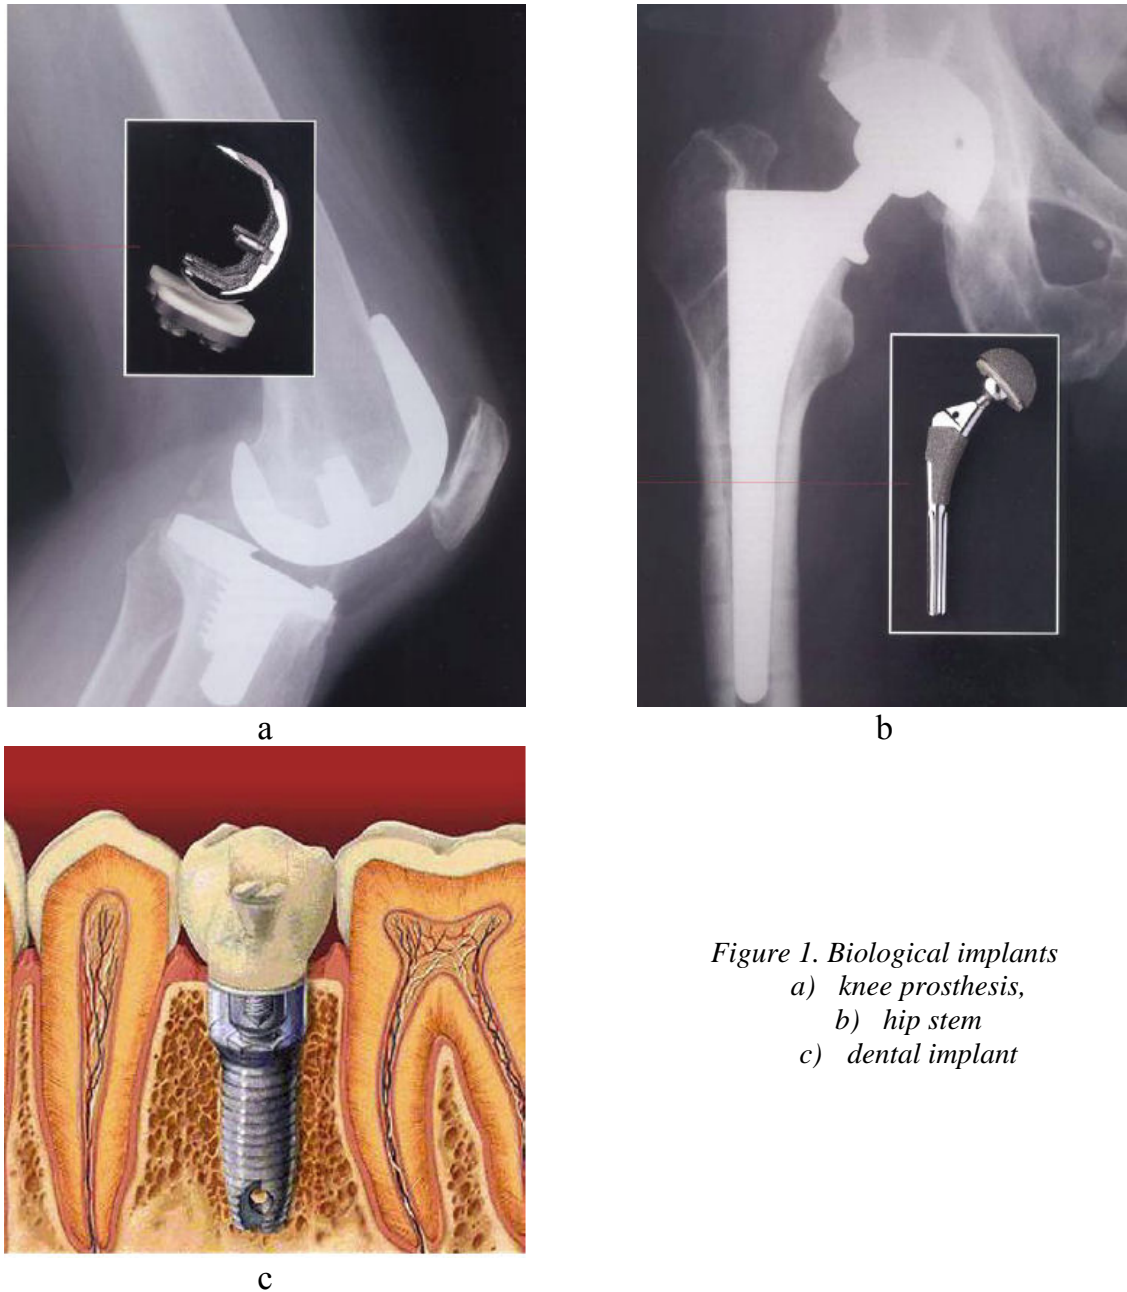 a
b
c
Figure 1. Biological implants
a) knee prosthesis,
b) hip stem
c) dental implant